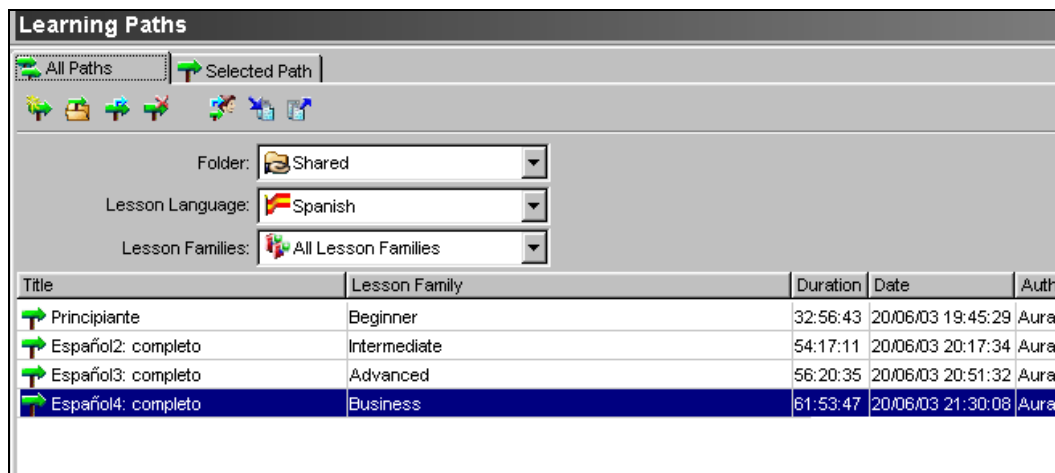 Learning Paths
All Paths Selected Path
Folder: Shared
Lesson Language: Spanish
Lesson Families: All Lesson Families
Title Lesson Family Duration Date Auth
Principiante Beginner 32:56:43 20/06/03 19:45:29 Aura
Español2: completo Intermediate 54:17:11 20/06/03 20:17:34 Aura
Español3: completo Advanced 56:20:35 20/06/03 20:51:32 Aura
Español4: completo Business 61:53:47 20/06/03 21:30:08 Aura